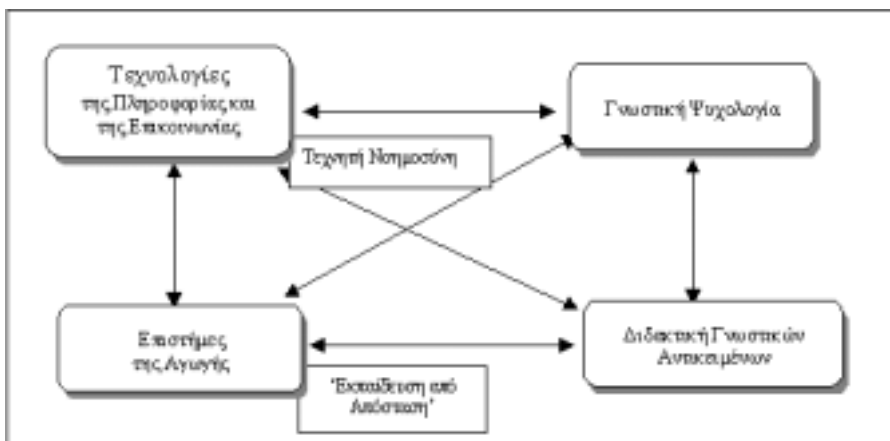 Τεχνολογίες
της Πληροφορίας και
της Επικοινωνίας
Γνωστική Ψυχολογία
Τεχνητή Νοημοσύνη
Επιστήμες
της Αγωγής
Διδακτική Γνωστικών
Αντικειμένων
'Εκπαίδευση από
Απόσταση'